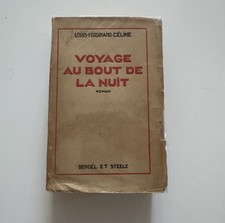 LOUIS-FERDINAND CÉLINE
VOYAGE
AU BOUT DE
LA NUIT
ROMAN
DENOËL ET STEELE